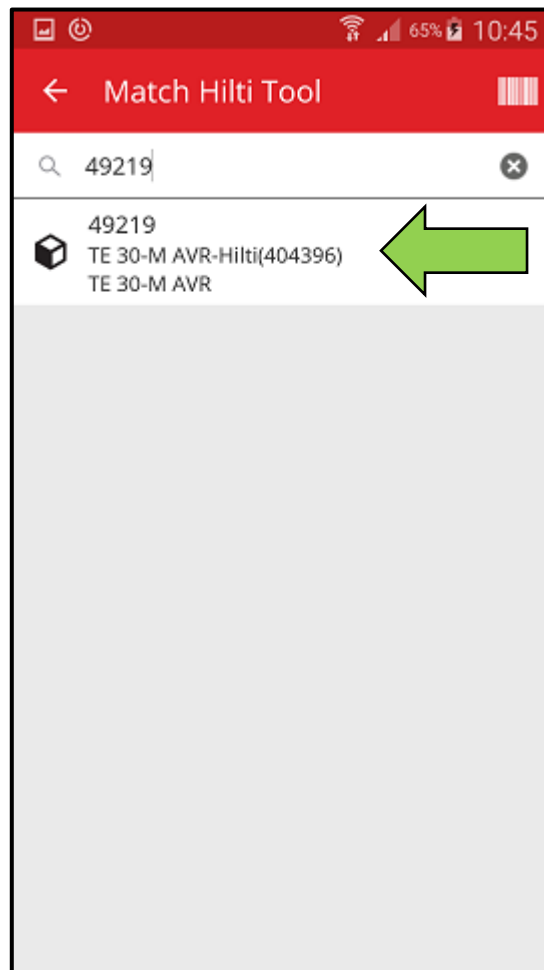 65% 10:45
Match Hilti Tool
49219
49219
TE 30-M AVR-Hilti(404396)
TE 30-M AVR